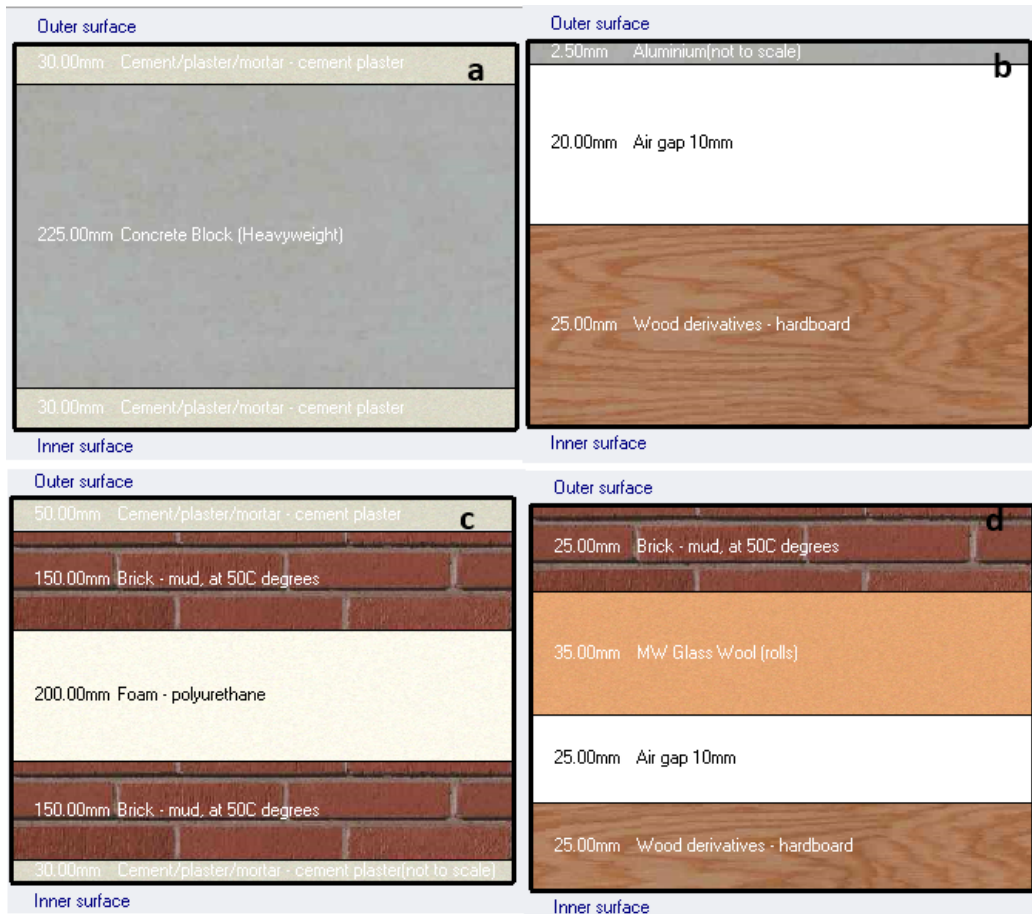 Outer surface
30.00mm Cement/plaster/mortar - cement plaster
a
225.00mm Concrete Block (Heavyweight)
30.00mm Cement/plaster/mortar - cement plaster
Inner surface
Outer surface
2.50mm Aluminium(not to scale)
b
20.00mm Air gap 10mm
25.00mm Wood derivatives - hardboard
Inner surface
Outer surface
50.00mm Cement/plaster/mortar - cement plaster
c
150.00mm Brick - mud, at 50C degrees
200.00mm Foam - polyurethane
150.00mm Brick - mud, at 50C degrees
30.00mm Cement/plaster/mortar - cement plaster(not to scale)
Inner surface
Outer surface
d
25.00mm Brick - mud, at 50C degrees
35.00mm MW Glass Wool (rolls)
25.00mm Air gap 10mm
25.00mm Wood derivatives - hardboard
Inner surface